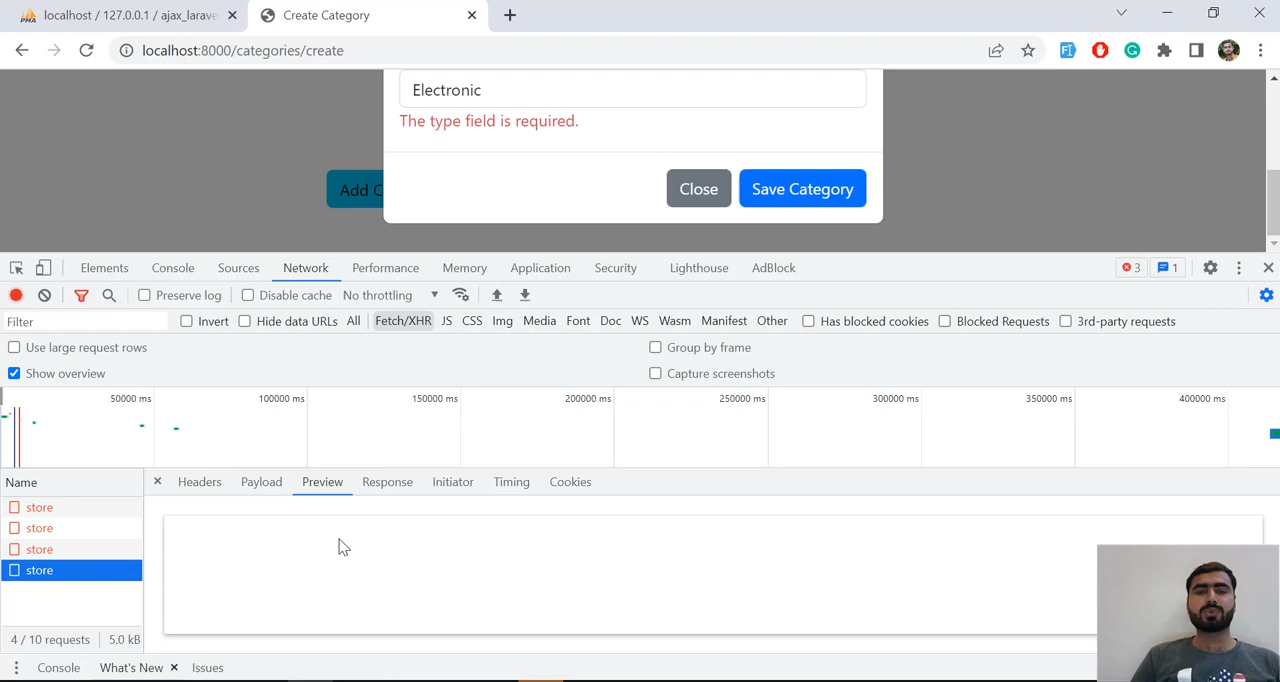 localhost / 127.0.0.1 / ajax_larave
Create Category
localhost:8000/categories/create
Electronic
The type field is required.
Add C
Close
Save Category
Elements Console Sources Network Performance Memory Application Security Lighthouse AdBlock 3 1
Preserve log Disable cache No throttling
Filter Invert Hide data URLs All Fetch/XHR JS CSS Img Media Font Doc WS Wasm Manifest Other Has blocked cookies Blocked Requests 3rd-party requests
Use large request rows Group by frame
Show overview Capture screenshots
50000 ms 100000 ms 150000 ms 200000 ms 250000 ms 300000 ms 350000 ms 400000 ms
Name Headers Payload Preview Response Initiator Timing Cookies
store
store
store
store
4 / 10 requests 5.0 kB
Console What's New Issues